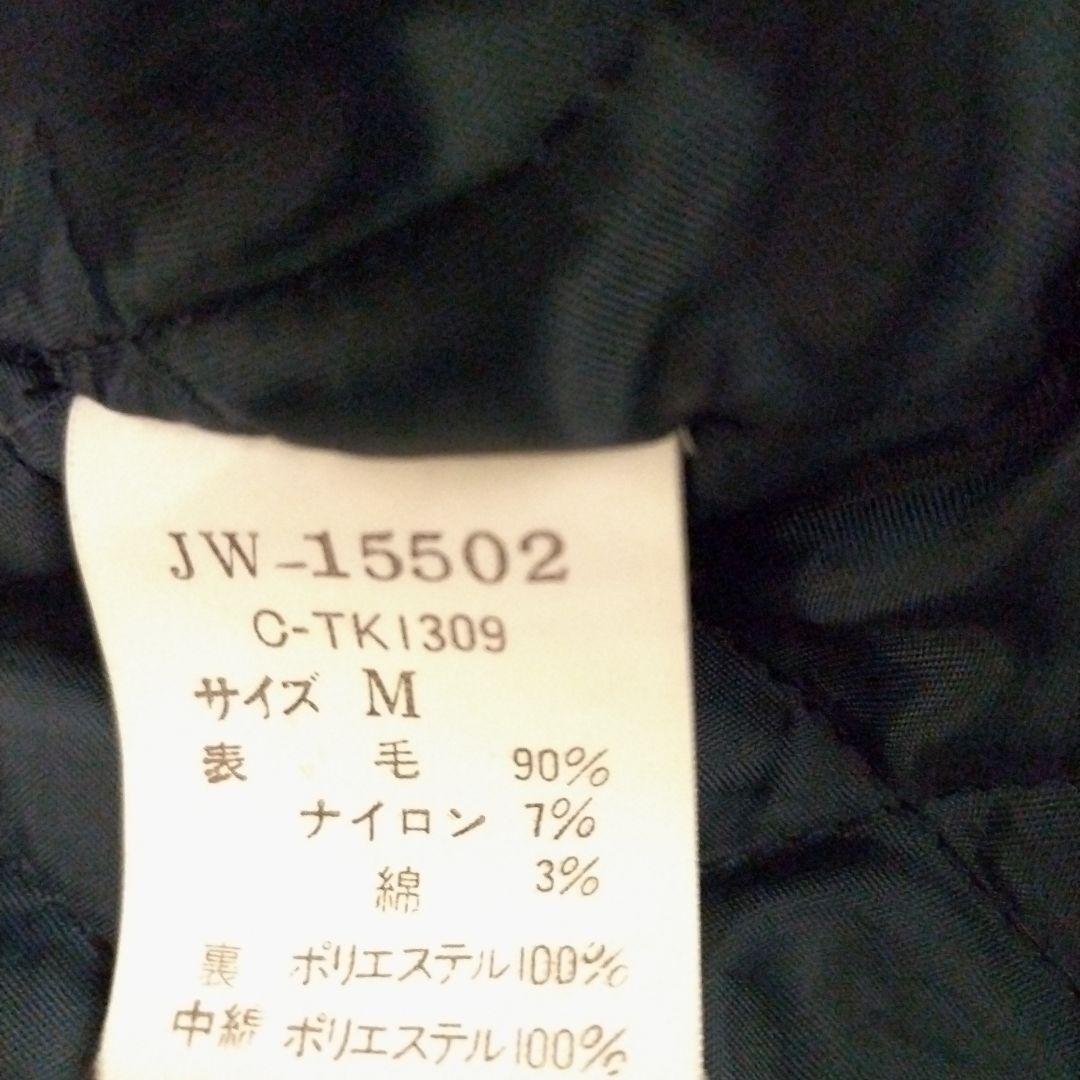 JW-15502
C-TK1309
サイズ M
表 毛 90%
ナイロン 7%
綿 3%
裏 ポリエステル100%
中綿 ポリエステル100%